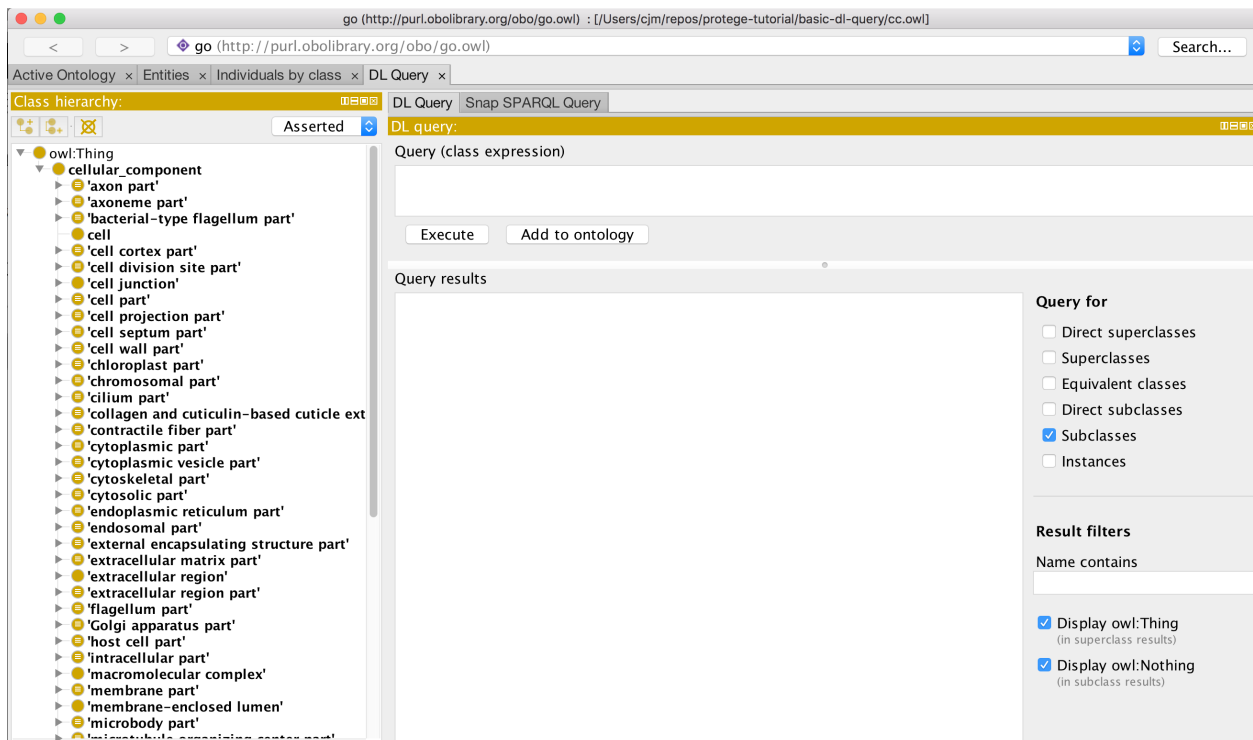 go (http://purl.obolibrary.org/obo/go.owl) : [/Users/cjm/repos/protege-tutorial/basic-dl-query/cc.owl]
< > go (http://purl.obolibrary.org/obo/go.owl) Search...
Active Ontology × Entities × Individuals by class × DL Query ×
Class hierarchy:
Asserted
owl:Thing
cellular_component
'axon part'
'axoneme part'
'bacterial-type flagellum part'
cell
'cell cortex part'
'cell division site part'
'cell junction'
'cell part'
'cell projection part'
'cell septum part'
'cell wall part'
'chloroplast part'
'chromosomal part'
'cilium part'
'collagen and cuticulin-based cuticle ext
'contractile fiber part'
'cytoplasmic part'
'cytoplasmic vesicle part'
'cytoskeletal part'
'cytosolic part'
'endoplasmic reticulum part'
'endosomal part'
'external encapsulating structure part'
'extracellular matrix part'
'extracellular region'
'extracellular region part'
'flagellum part'
'Golgi apparatus part'
'host cell part'
'intracellular part'
'macromolecular complex'
'membrane part'
'membrane-enclosed lumen'
'microbody part'
'microtubule organizing center part'
DL Query Snap SPARQL Query
DL query:
Query (class expression)
Execute Add to ontology
Query results
Query for
Direct superclasses
Superclasses
Equivalent classes
Direct subclasses
Subclasses
Instances
Result filters
Name contains
Display owl:Thing
(in superclass results)
Display owl:Nothing
(in subclass results)